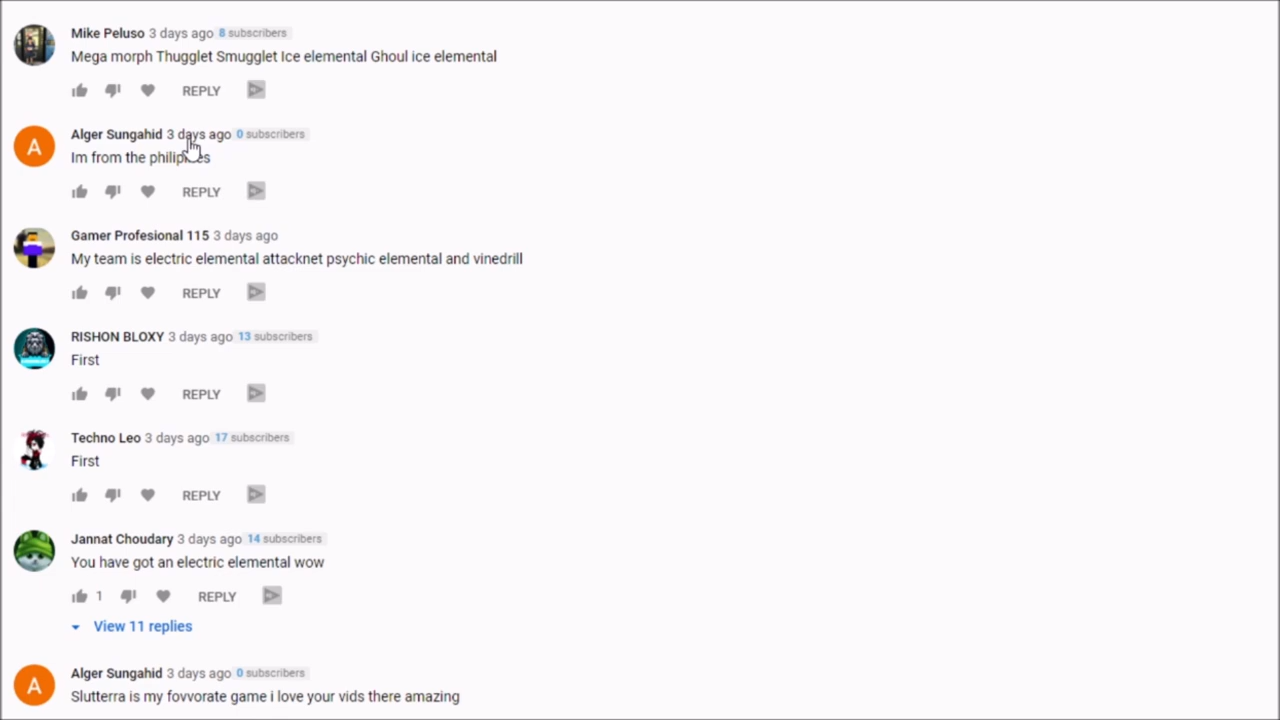 Mike Peluso 3 days ago 8 subscribers
Mega morph Thugglet Smugglet Ice elemental Ghoul ice elemental
REPLY
A
Alger Sungahid 3 days ago 0 subscribers
Im from the philipines
REPLY
Gamer Profesional 115 3 days ago
My team is electric elemental attacknet psychic elemental and vinedrill
REPLY
RISHON BLOXY 3 days ago 13 subscribers
First
REPLY
Techno Leo 3 days ago 17 subscribers
First
REPLY
Jannat Choudary 3 days ago 14 subscribers
You have got an electric elemental wow
1 REPLY
View 11 replies
A
Alger Sungahid 3 days ago 0 subscribers
Slutterra is my fovvorate game i love your vids there amazing